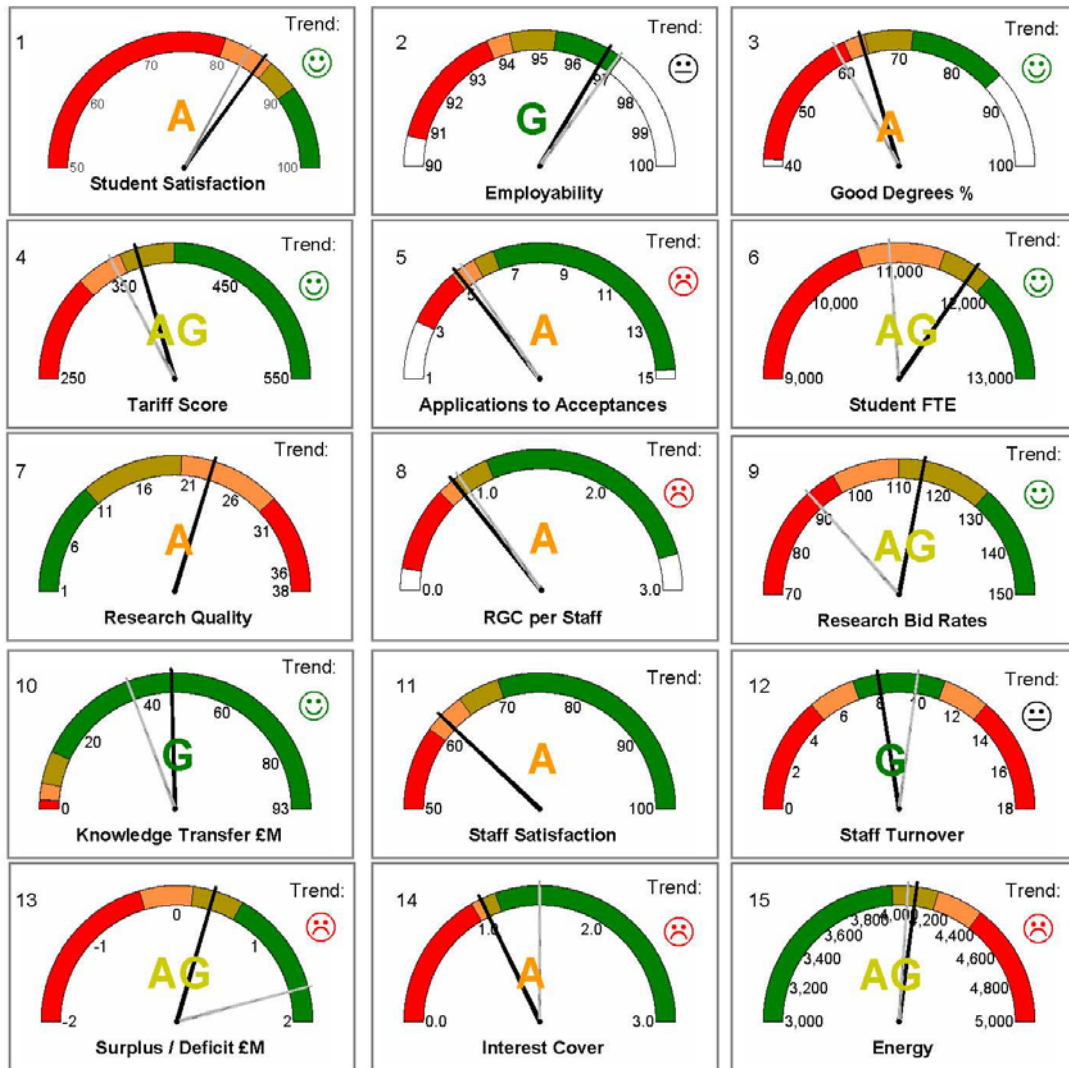 1
Trend:
50
60
70
80
90
100
A
Student Satisfaction
2
Trend:
90
91
92
93
94
95
96
97
98
99
100
G
Employability
3
Trend:
40
50
60
70
80
90
100
A
Good Degrees %
4
Trend:
250
350
450
550
AG
Tariff Score
5
Trend:
1
3
5
7
9
11
13
15
A
Applications to Acceptances
6
Trend:
9,000
10,000
11,000
12,000
13,000
AG
Student FTE
7
Trend:
1
6
11
16
21
26
31
36
38
A
Research Quality
8
Trend:
0.0
1.0
2.0
3.0
A
RGC per Staff
9
Trend:
70
80
90
100
110
120
130
140
150
AG
Research Bid Rates
10
Trend:
0
20
40
60
80
93
G
Knowledge Transfer £M
11
Trend:
50
60
70
80
90
100
A
Staff Satisfaction
12
Trend:
0
2
4
6
8
10
12
14
16
18
G
Staff Turnover
13
Trend:
-2
-1
0
1
2
AG
Surplus / Deficit £M
14
Trend:
0.0
1.0
2.0
3.0
A
Interest Cover
15
Trend:
3,000
3,200
3,400
3,600
3,800
4,000
4,200
4,400
4,600
4,800
5,000
AG
Energy